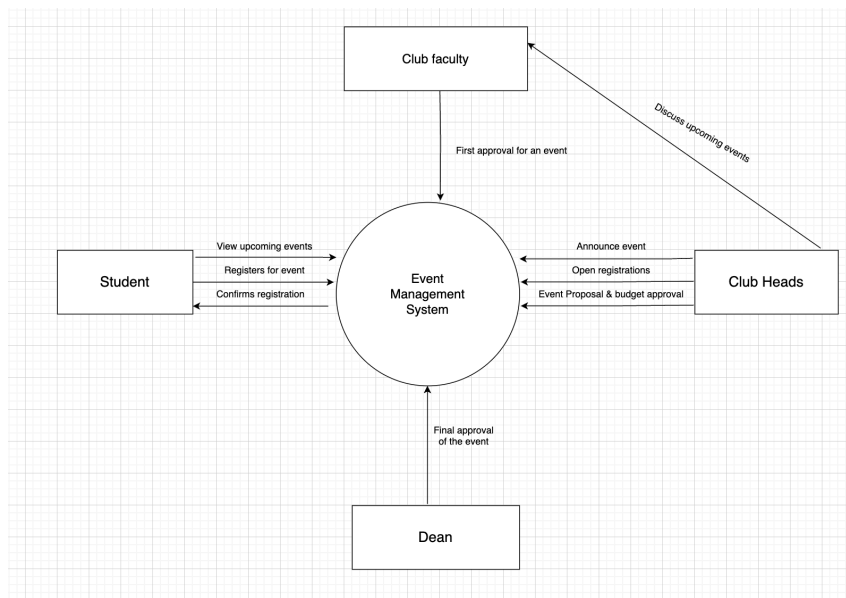 Club faculty
Discuss upcoming events
First approval for an event
View upcoming events
Registers for event
Confirms registration
Student
Event
Management
System
Announce event
Open registrations
Event Proposal & budget approval
Club Heads
Final approval
of the event
Dean